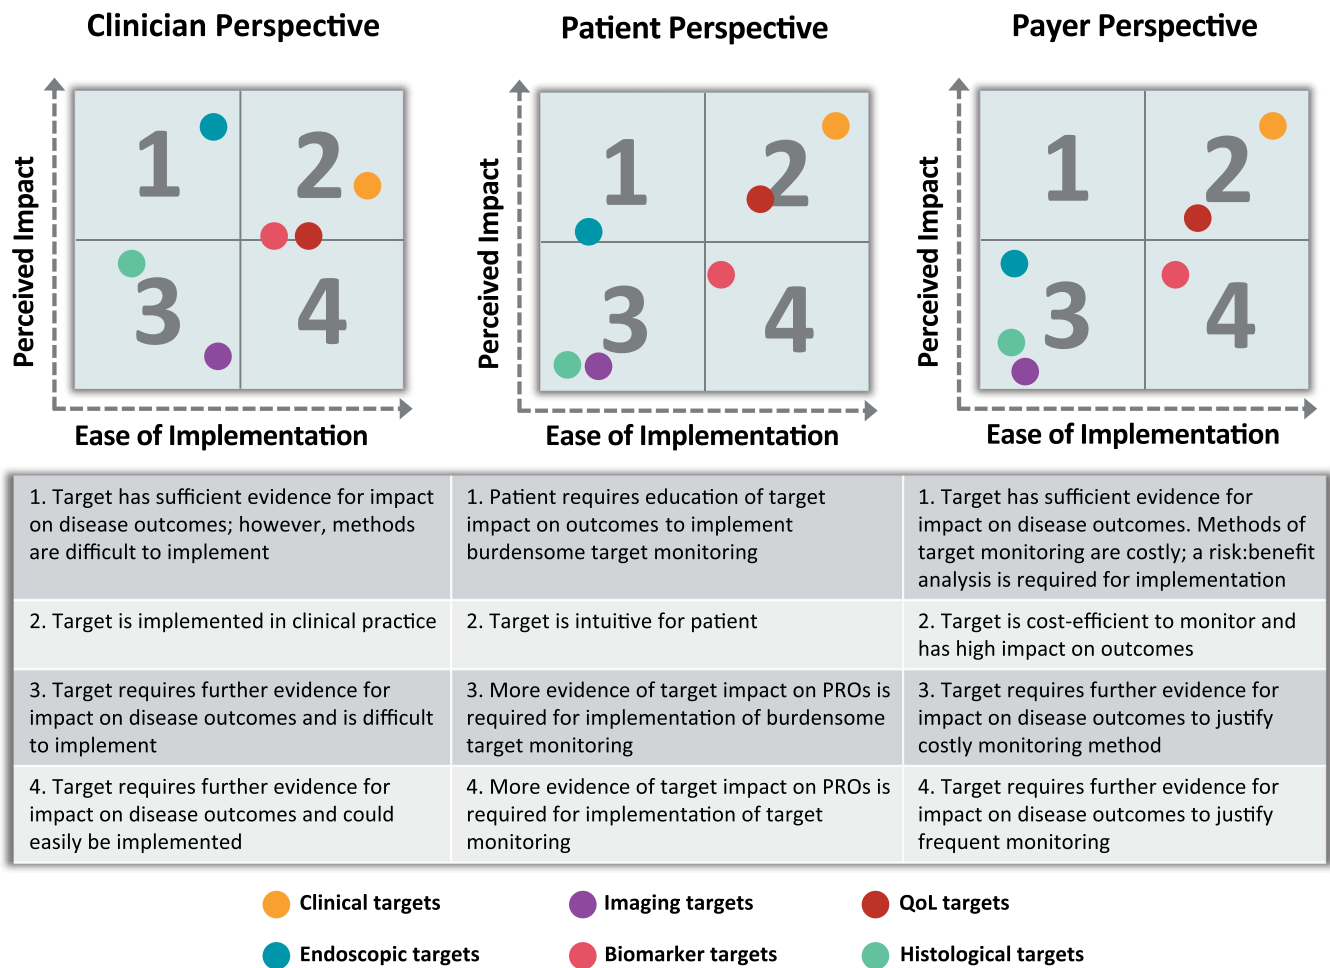 Clinician Perspective
Patient Perspective
Payer Perspective
Perceived Impact
1
2
3
4
Ease of Implementation
Perceived Impact
1
2
3
4
Ease of Implementation
Perceived Impact
1
2
3
4
Ease of Implementation
1. Target has sufficient evidence for impact
on disease outcomes; however, methods
are difficult to implement
1. Patient requires education of target
impact on outcomes to implement
burdensome target monitoring
1. Target has sufficient evidence for
impact on disease outcomes. Methods of
target monitoring are costly; a risk:benefit
analysis is required for implementation
2. Target is implemented in clinical practice
2. Target is intuitive for patient
2. Target is cost-efficient to monitor and
has high impact on outcomes
3. Target requires further evidence for
impact on disease outcomes and is difficult
to implement
3. More evidence of target impact on PROs is
required for implementation of burdensome
target monitoring
3. Target requires further evidence for
impact on disease outcomes to justify
costly monitoring method
4. Target requires further evidence for
impact on disease outcomes and could
easily be implemented
4. More evidence of target impact on PROs is
required for implementation of target
monitoring
4. Target requires further evidence for
impact on disease outcomes to justify
frequent monitoring
Clinical targets
Imaging targets
QoL targets
Endoscopic targets
Biomarker targets
Histological targets